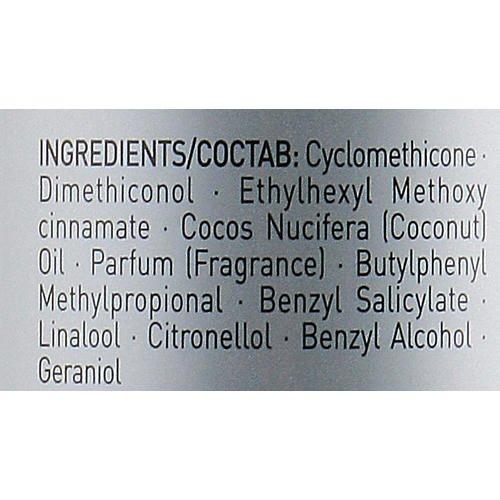 INGREDIENTS/СОСТАВ: Cyclomethicone ·
Dimethiconol · Ethylhexyl Methoxy
cinnamate · Cocos Nucifera (Coconut)
Oil · Parfum (Fragrance) · Butylphenyl
Methylpropional · Benzyl Salicylate ·
Linalool · Citronellol · Benzyl Alcohol ·
Geraniol